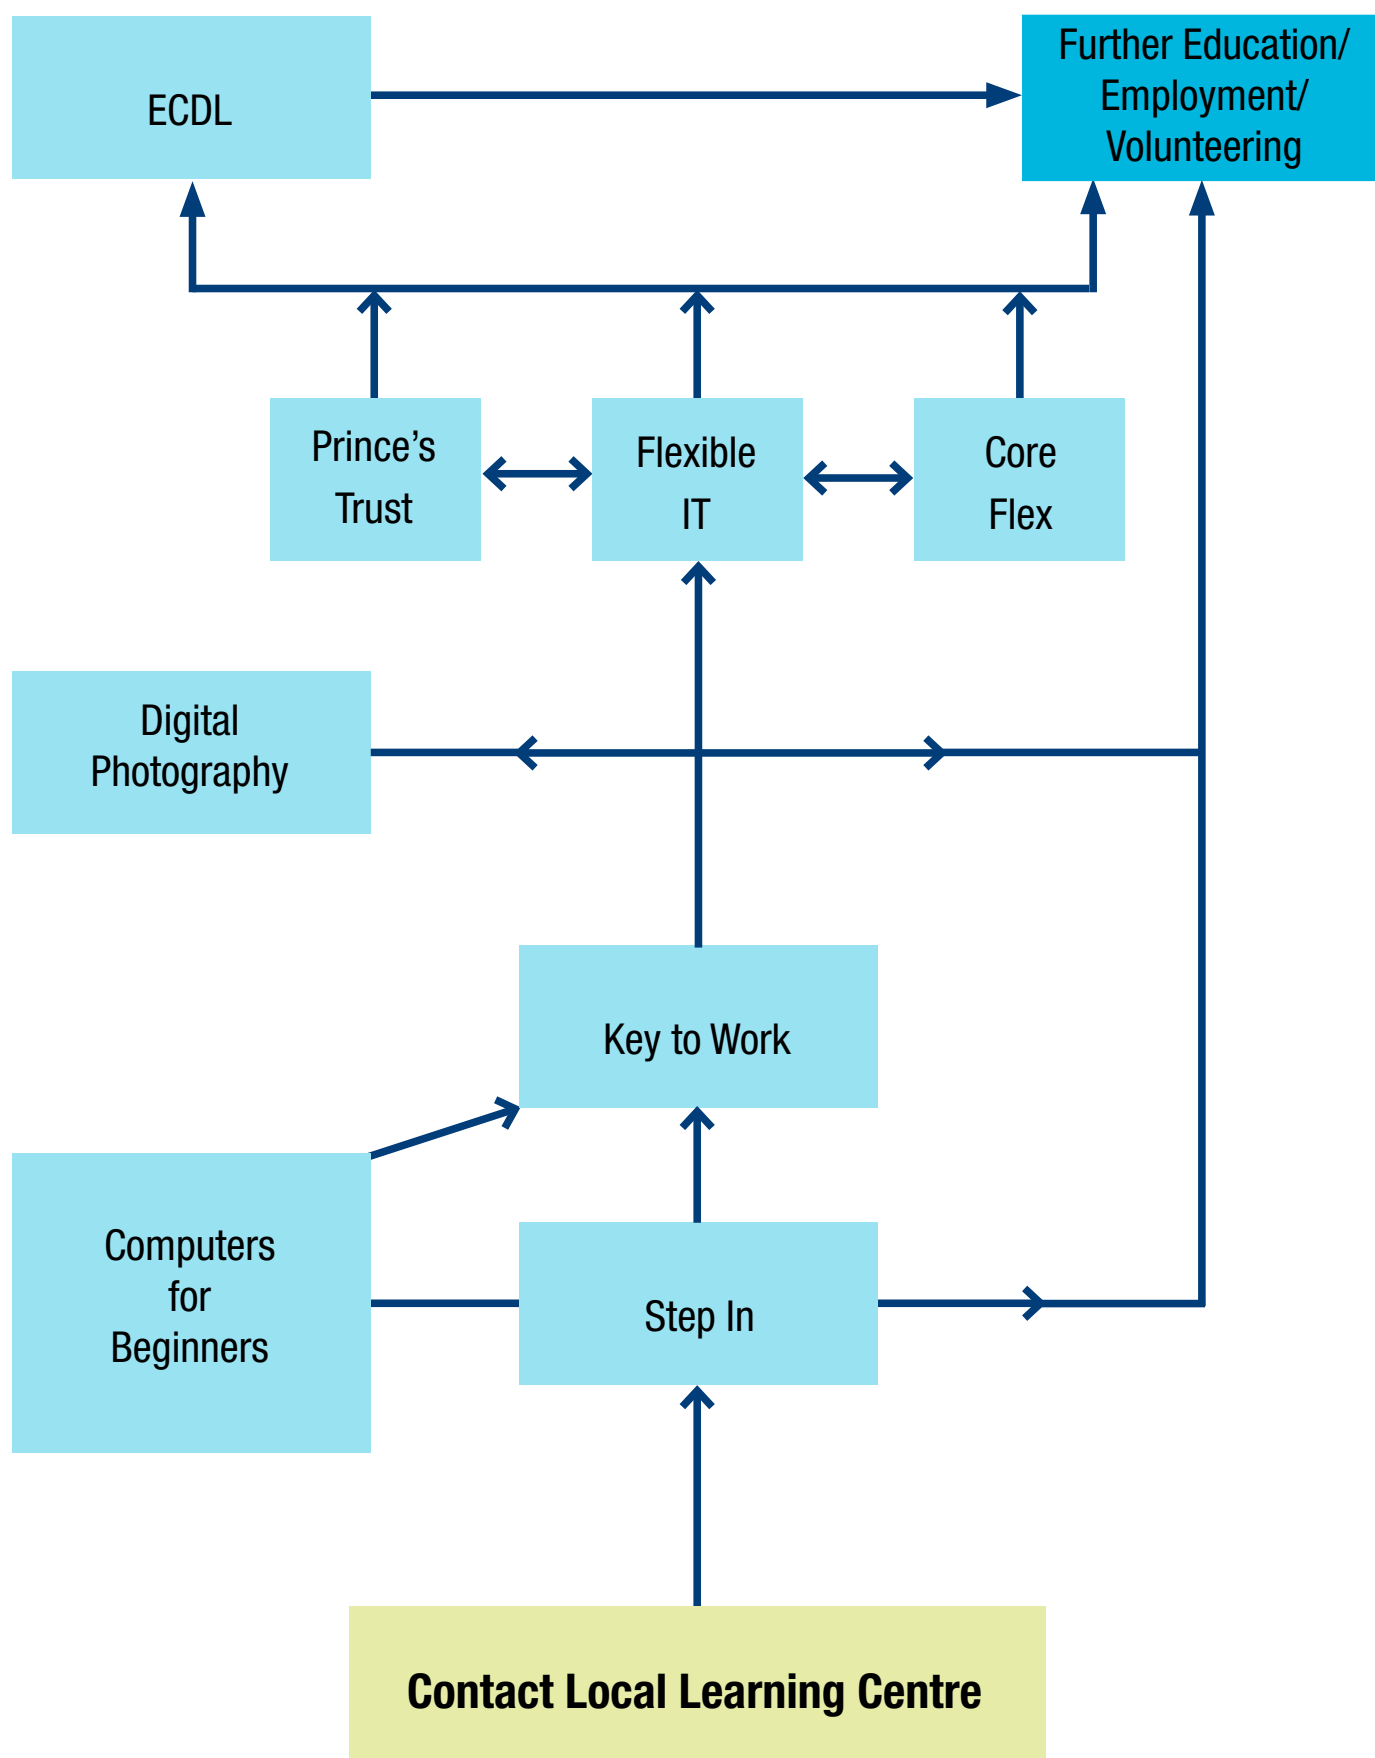 ECDL
Further Education/
Employment/
Volunteering
Prince’s
Trust
Flexible
IT
Core
Flex
Digital
Photography
Key to Work
Computers
for
Beginners
Step In
Contact Local Learning Centre